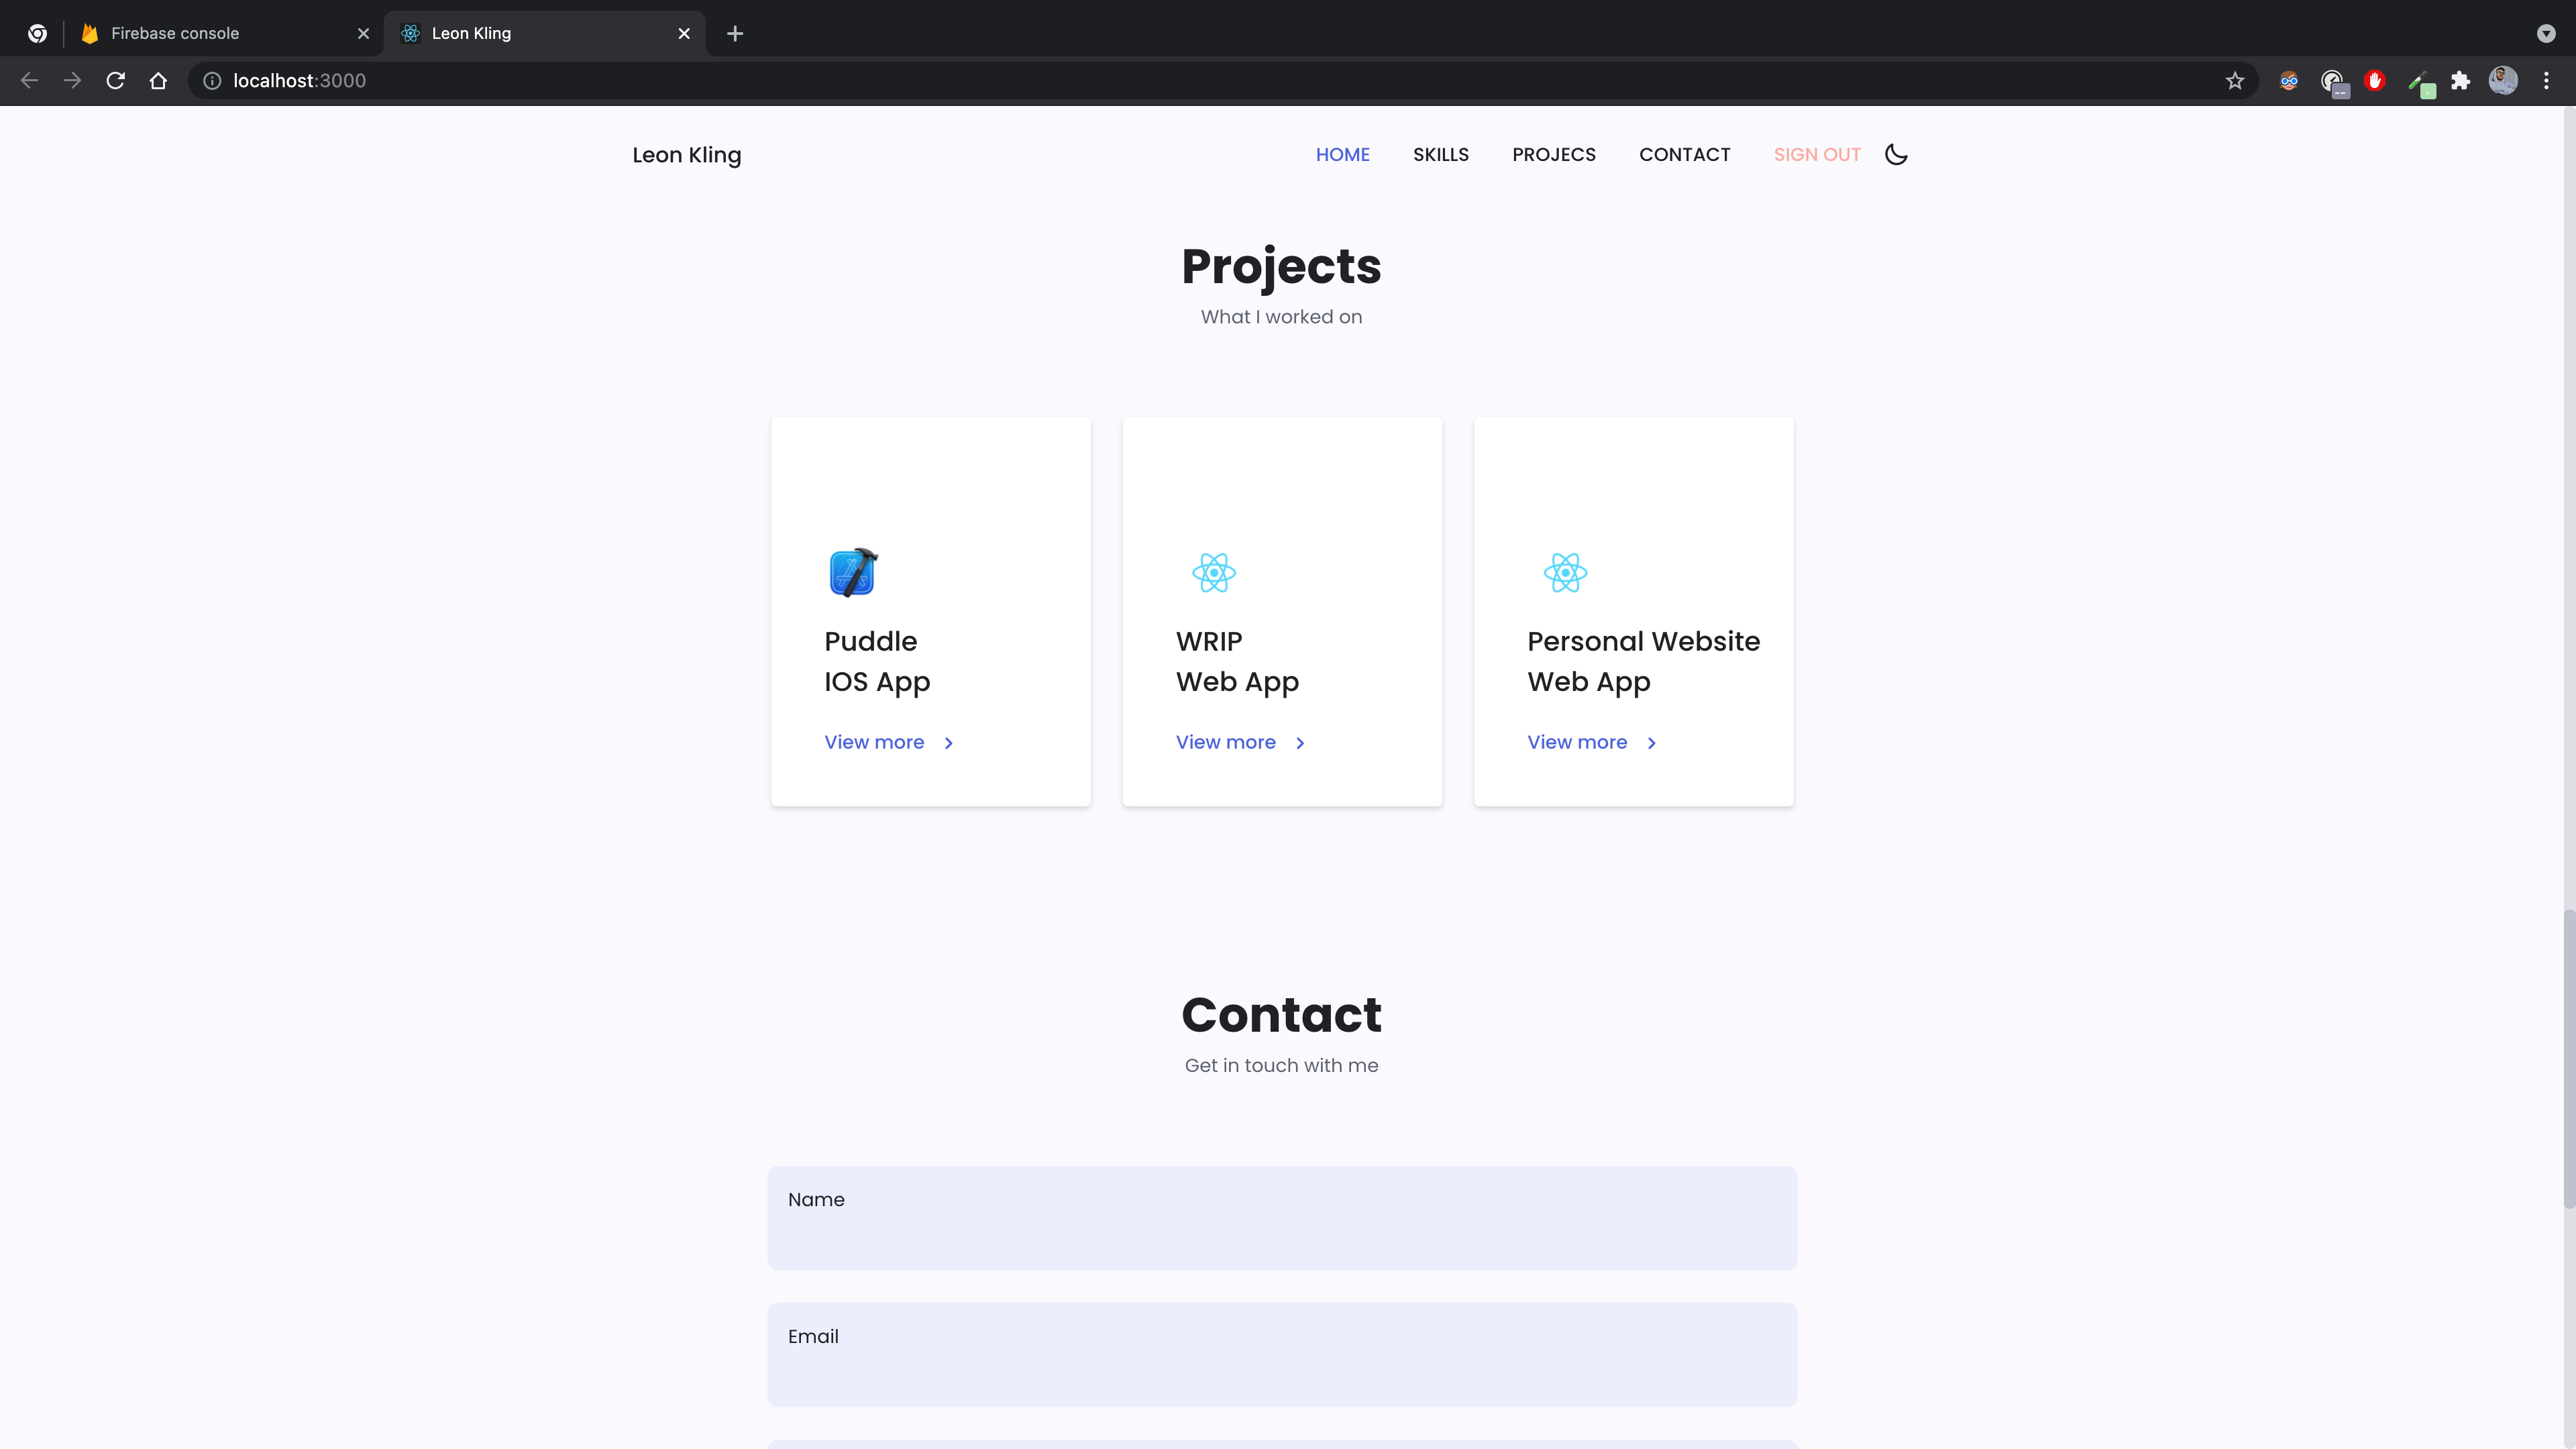 Firebase console
Leon Kling
localhost:3000
Leon Kling
HOME SKILLS PROJECS CONTACT SIGN OUT
Projects
What I worked on
Puddle
IOS App
View more
WRIP
Web App
View more
Personal Website
Web App
View more
Contact
Get in touch with me
Name
Email